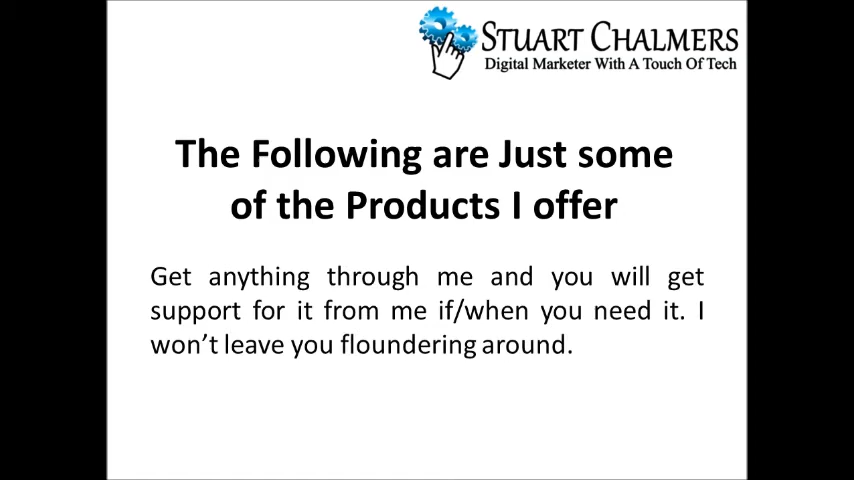 STUART CHALMERS
Digital Marketer With A Touch Of Tech
The Following are Just some
of the Products I offer
Get anything through me and you will get
support for it from me if/when you need it. I
won’t leave you floundering around.